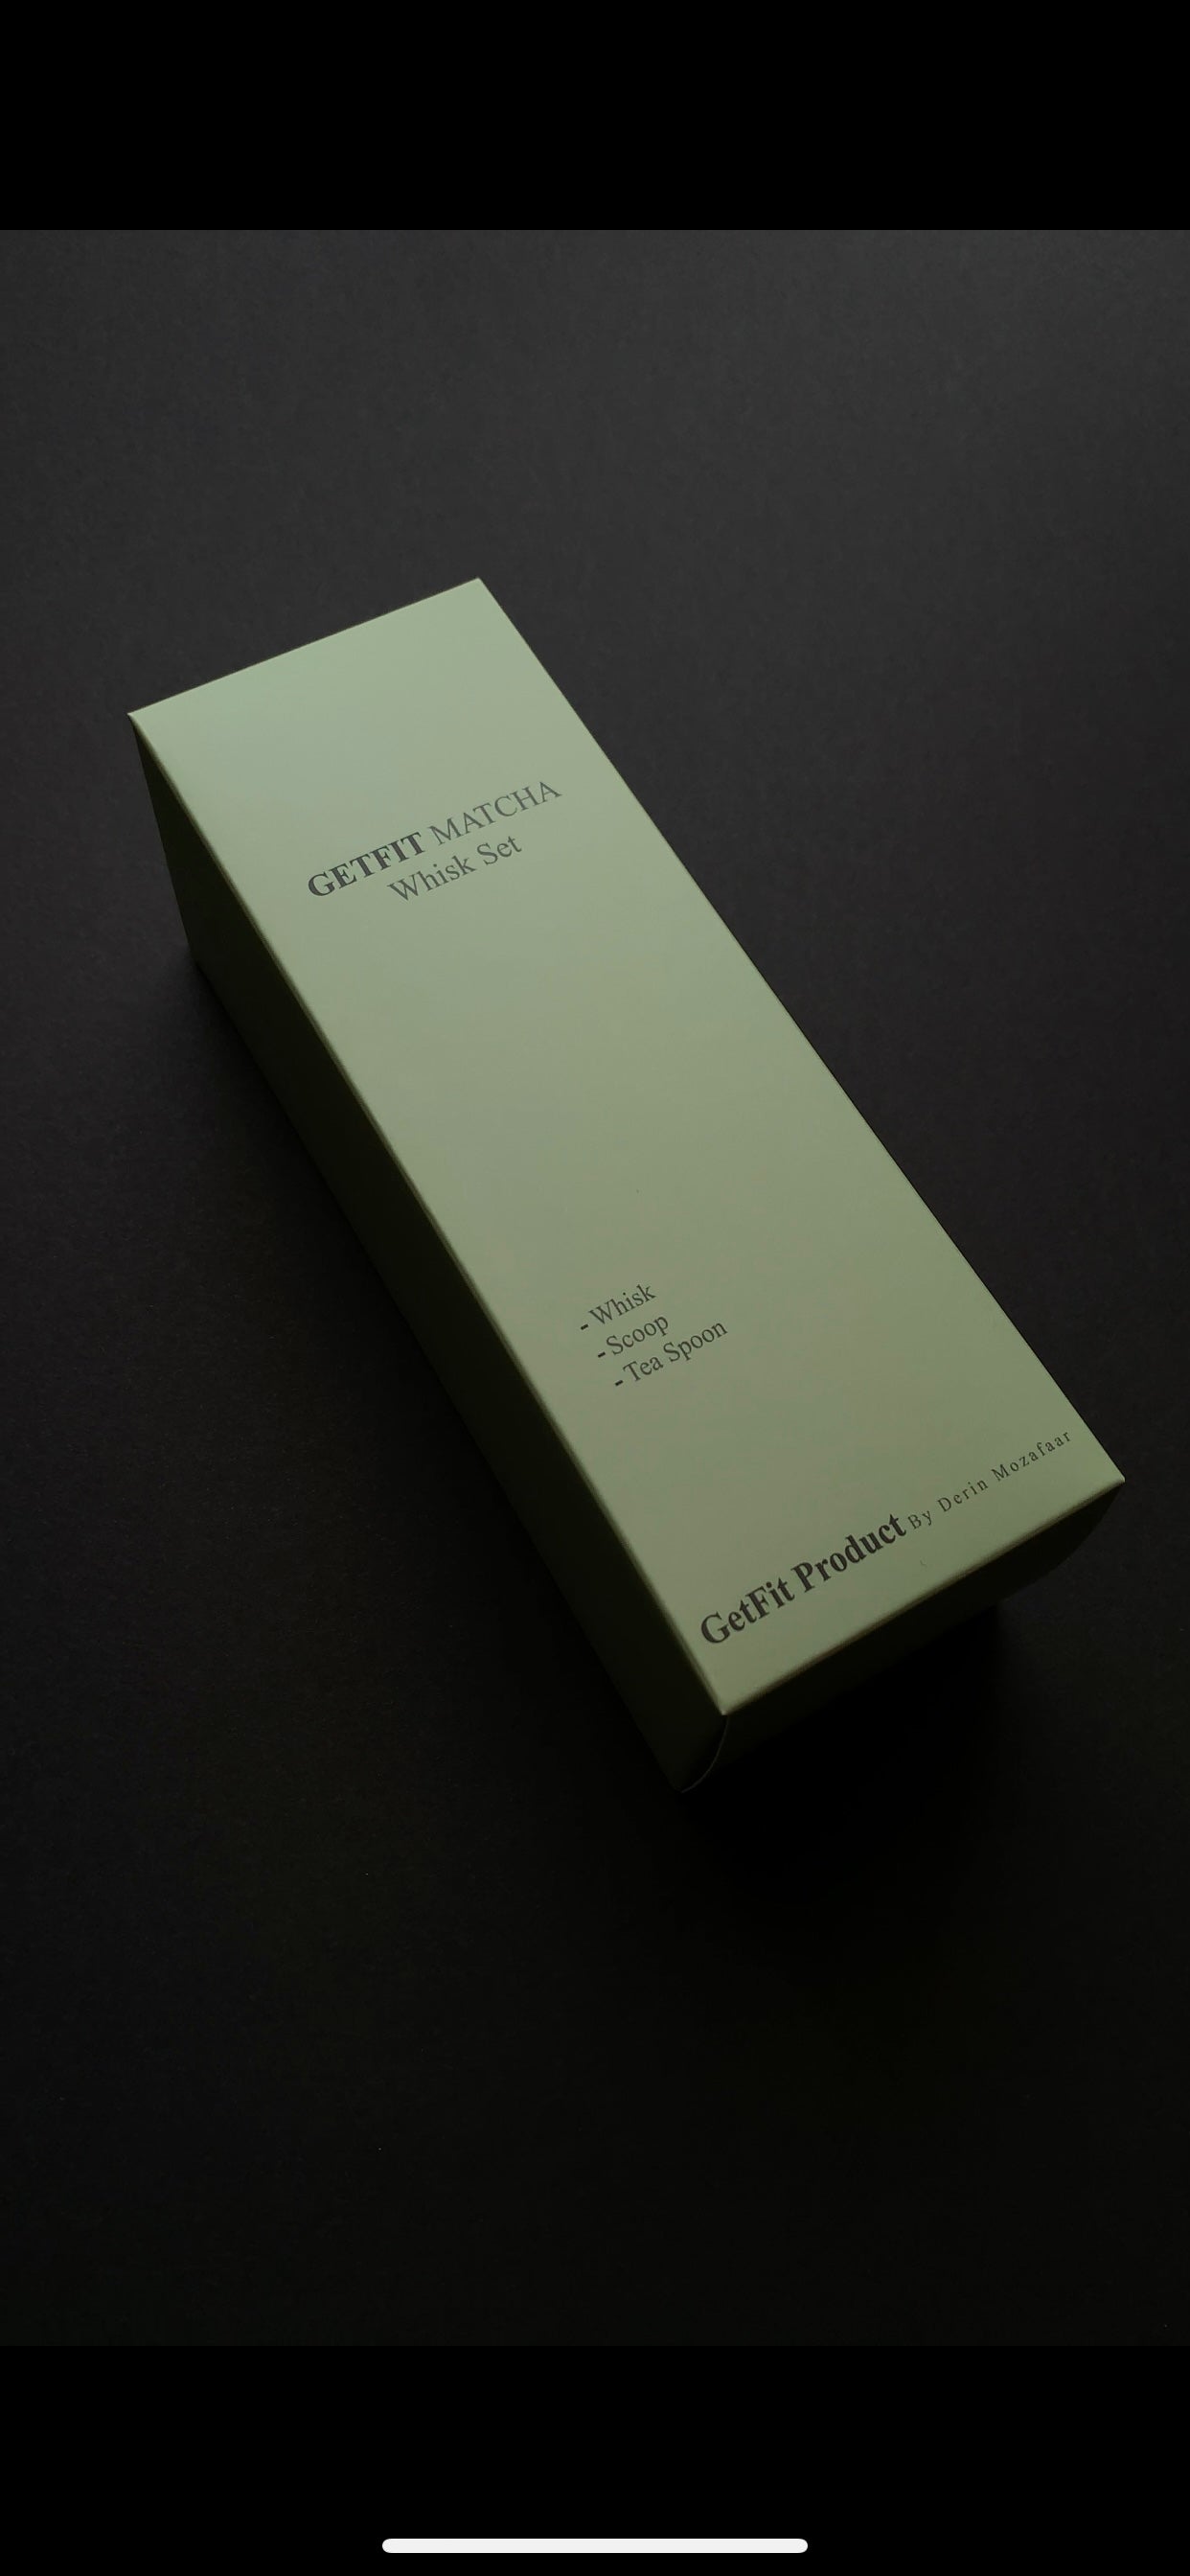 GETFIT MATCHA
Whisk Set
- Whisk
- Scoop
- Tea Spoon
GetFit Product By Derin Mozafaar